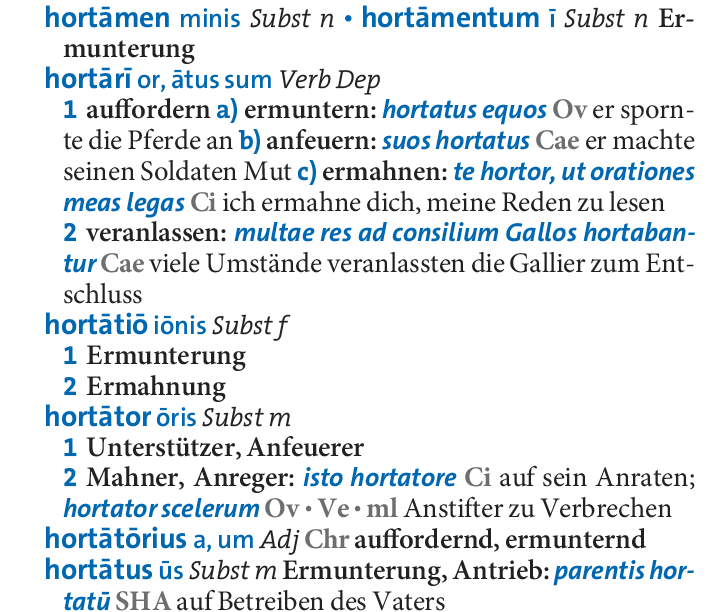 hortāmen minis Subst n • hortāmentum ī Subst n Er-
munterung
hortārī or, ātus sum Verb Dep
1 auffordern a) ermuntern: hortatus equos Ov er sporn-
te die Pferde an b) anfeuern: suos hortatus Cae er machte
seinen Soldaten Mut c) ermahnen: te hortor, ut orationes
meas legas Ci ich ermahne dich, meine Reden zu lesen
2 veranlassen: multae res ad consilium Gallos hortaban-
tur Cae viele Umstände veranlassten die Gallier zum Ent-
schluss
hortātiō iōnis Subst f
1 Ermunterung
2 Ermahnung
hortātor ōris Subst m
1 Unterstützer, Anfeuerer
2 Mahner, Anreger: isto hortatore Ci auf sein Anraten;
hortator scelerum Ov • Ve • ml Anstifter zu Verbrechen
hortātōrius a, um Adj Chr auffordernd, ermunternd
hortātus ūs Subst m Ermunterung, Antrieb: parentis hor-
tatū SHA auf Betreiben des Vaters